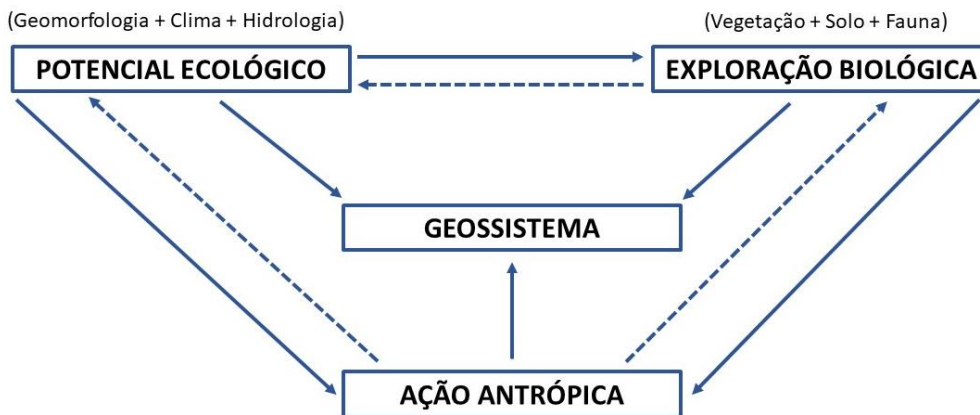 (Geomorfologia + Clima + Hidrologia)
(Vegetação + Solo + Fauna)
POTENCIAL ECOLÓGICO
EXPLORAÇÃO BIOLÓGICA
GEOSSISTEMA
AÇÃO ANTRÓPICA